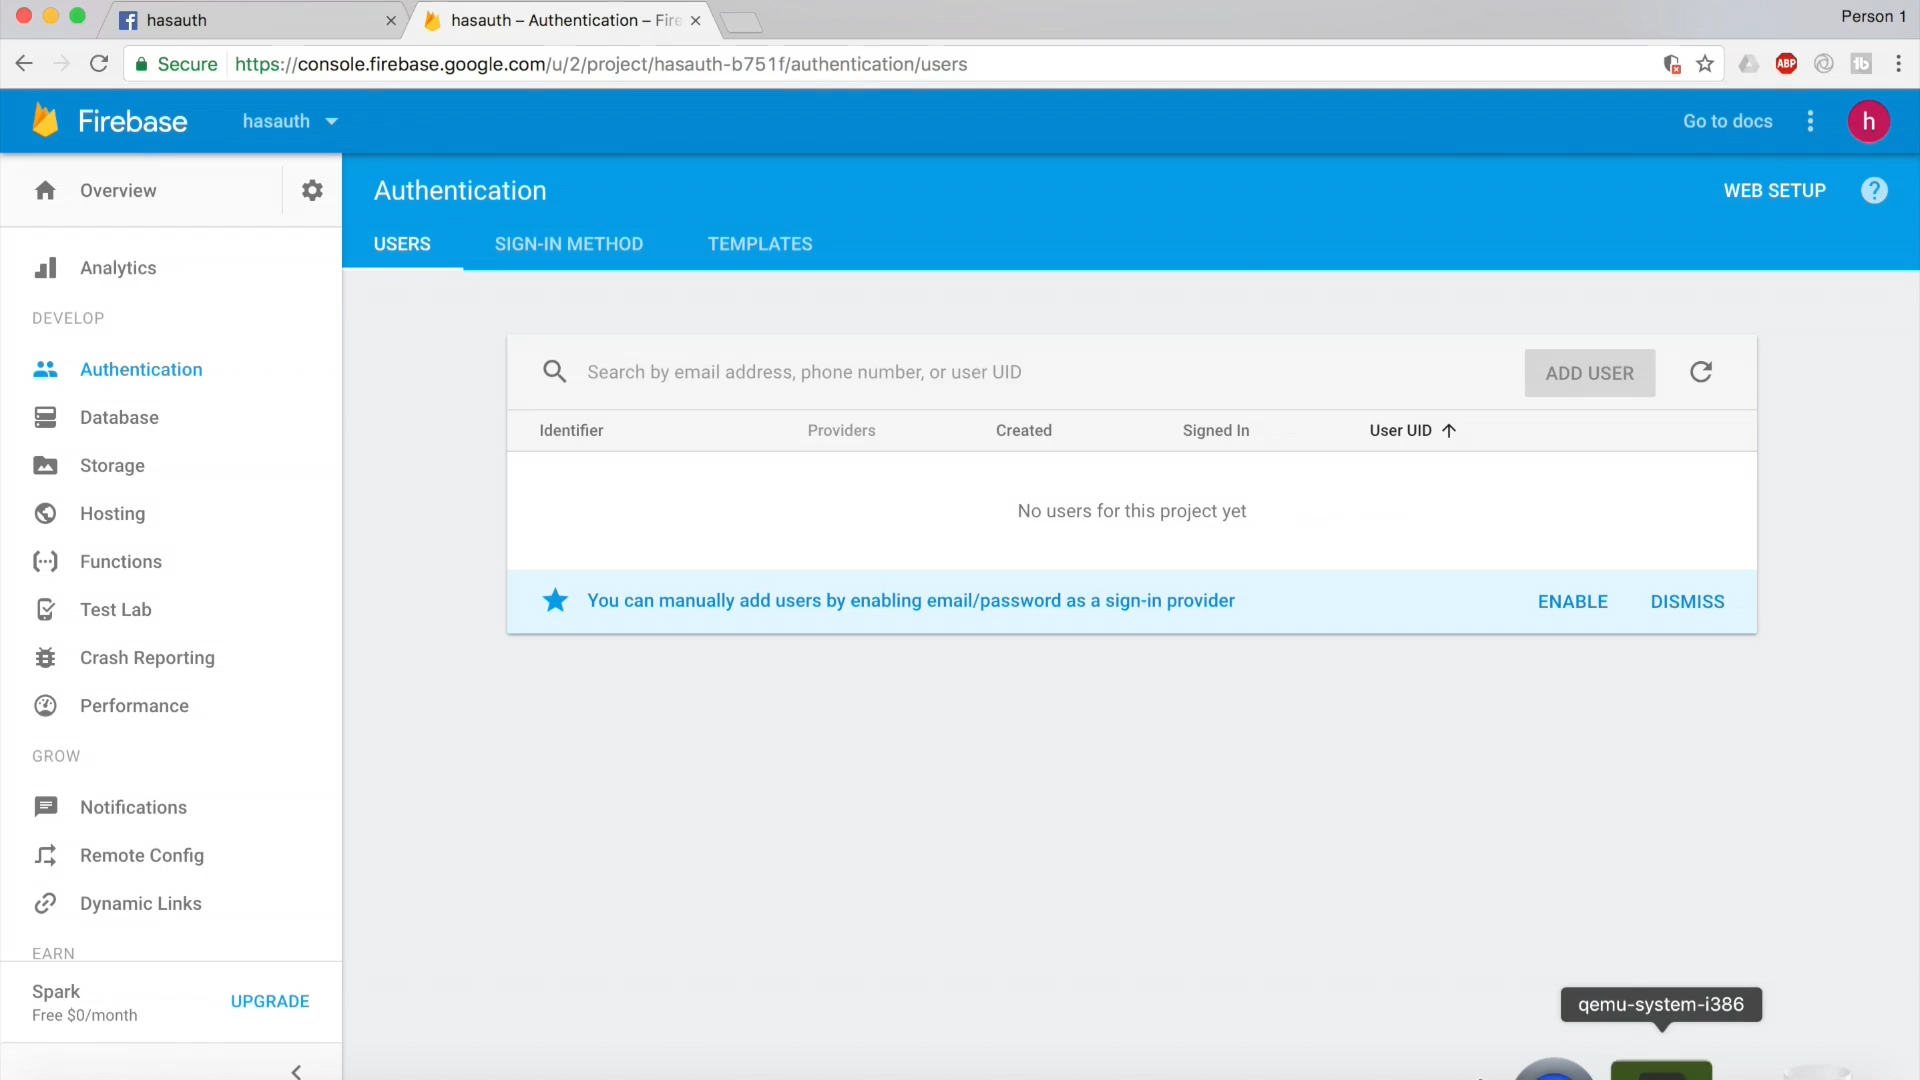 hasauth
hasauth – Authentication – Fire
Person 1
Secure
https://console.firebase.google.com/u/2/project/hasauth-b751f/authentication/users
ABP
Firebase
hasauth
Go to docs
h
Overview
Authentication
WEB SETUP
?
USERS
SIGN-IN METHOD
TEMPLATES
Analytics
DEVELOP
Authentication
Database
Storage
Hosting
Functions
Test Lab
Crash Reporting
Performance
GROW
Notifications
Remote Config
Dynamic Links
EARN
Spark
Free $0/month
UPGRADE
Search by email address, phone number, or user UID
ADD USER
Identifier
Providers
Created
Signed In
User UID
No users for this project yet
You can manually add users by enabling email/password as a sign-in provider
ENABLE
DISMISS
qemu-system-i386